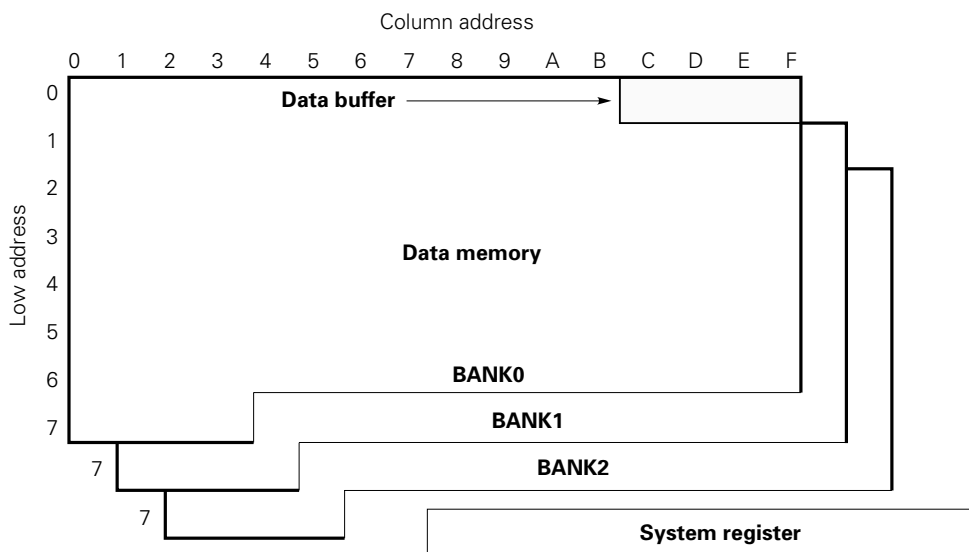 Column address
0 1 2 3 4 5 6 7 8 9 A B C D E F
0
Data buffer
1
2
3
Data memory
4
Low address
5
6
BANK0
7
BANK1
7
BANK2
7
System register